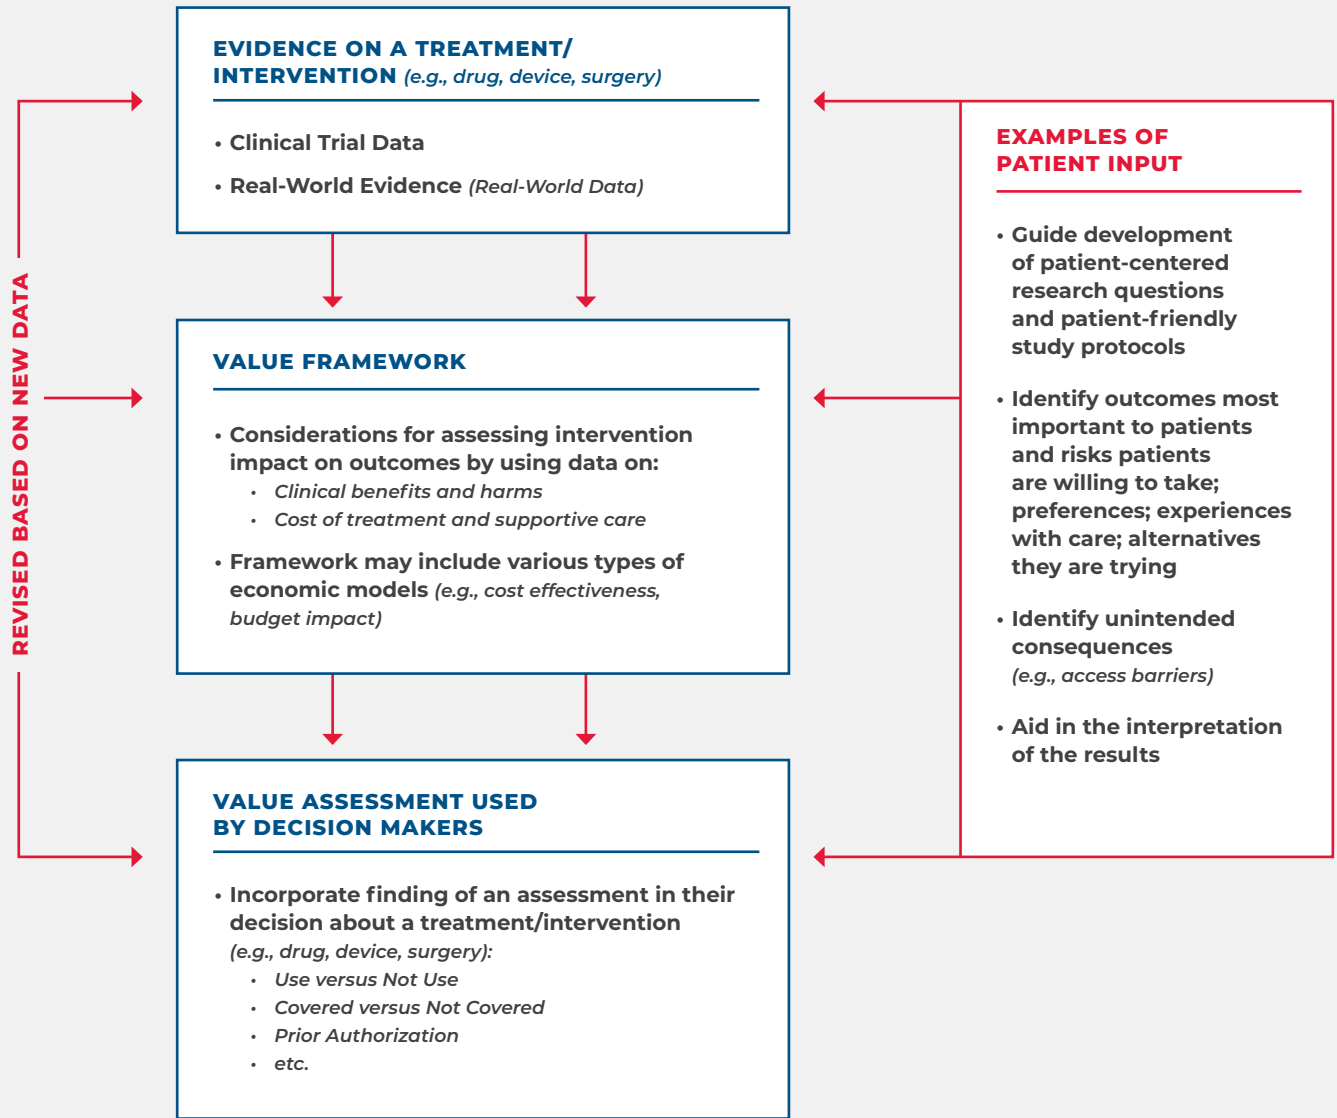 EVIDENCE ON A TREATMENT/
INTERVENTION (e.g., drug, device, surgery)
• Clinical Trial Data
• Real-World Evidence (Real-World Data)
REVISED BASED ON NEW DATA
VALUE FRAMEWORK
• Considerations for assessing intervention
impact on outcomes by using data on:
• Clinical benefits and harms
• Cost of treatment and supportive care
• Framework may include various types of
economic models (e.g., cost effectiveness,
budget impact)
VALUE ASSESSMENT USED
BY DECISION MAKERS
• Incorporate finding of an assessment in their
decision about a treatment/intervention
(e.g., drug, device, surgery):
• Use versus Not Use
• Covered versus Not Covered
• Prior Authorization
• etc.
EXAMPLES OF
PATIENT INPUT
• Guide development
of patient-centered
research questions
and patient-friendly
study protocols
• Identify outcomes most
important to patients
and risks patients
are willing to take;
preferences; experiences
with care; alternatives
they are trying
• Identify unintended
consequences
(e.g., access barriers)
• Aid in the interpretation
of the results